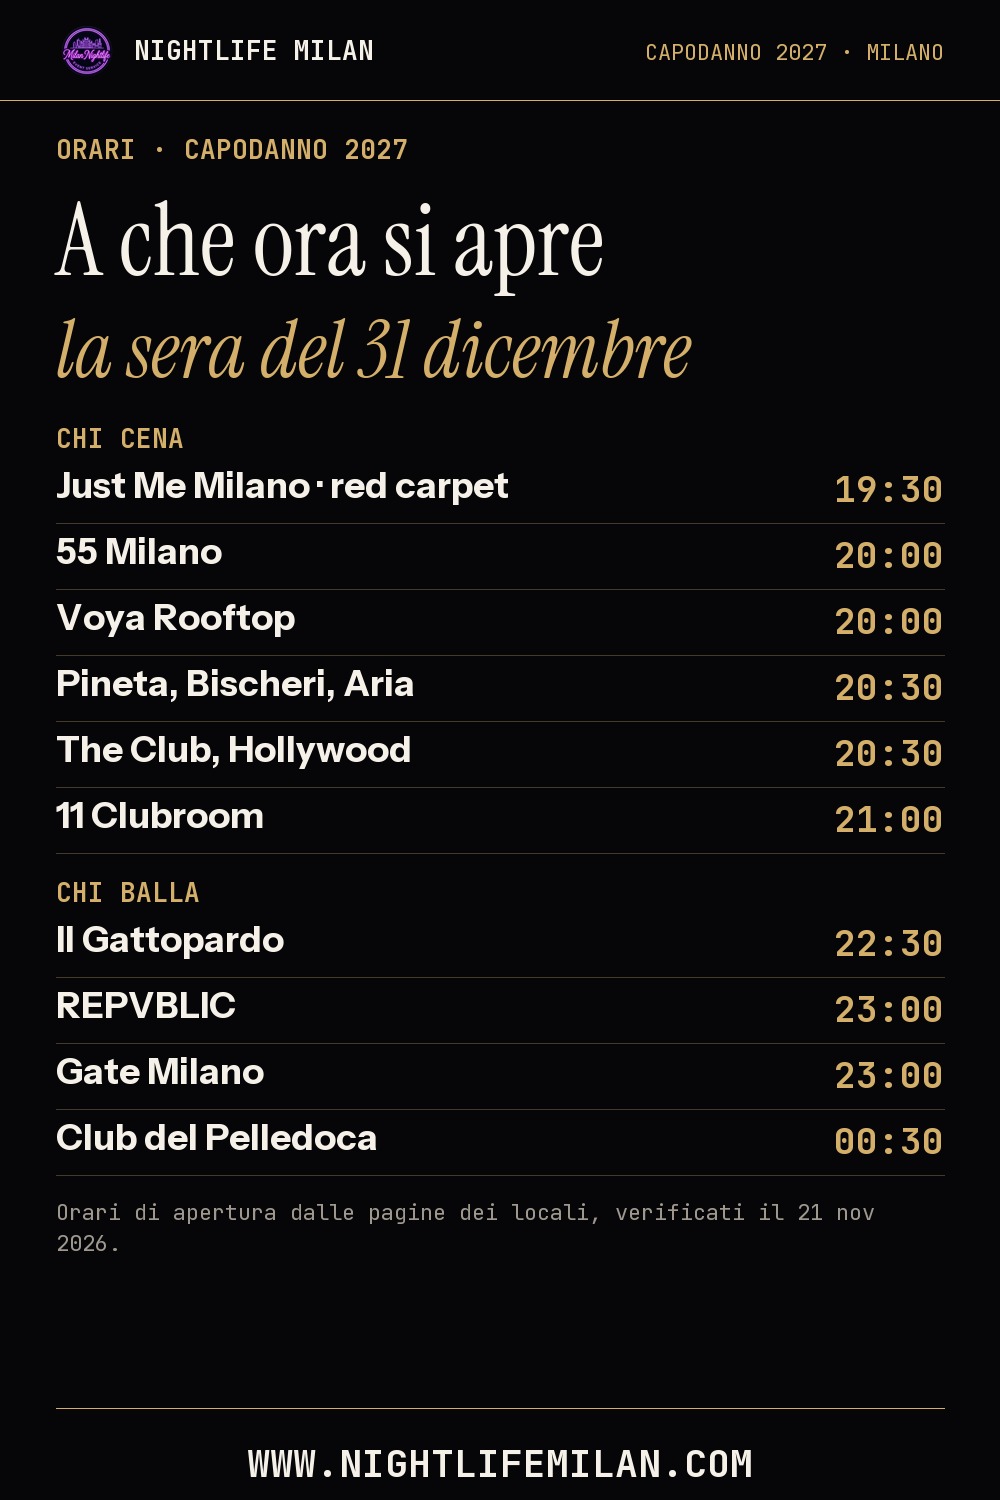 Milan Nightlife
NIGHTLIFE MILAN
CAPODANNO 2027 · MILANO
ORARI · CAPODANNO 2027
A che ora si apre
la sera del 31 dicembre
CHI CENA
Just Me Milano · red carpet 19:30
55 Milano 20:00
Voya Rooftop 20:00
Pineta, Bischeri, Aria 20:30
The Club, Hollywood 20:30
11 Clubroom 21:00
CHI BALLA
Il Gattopardo 22:30
REPVBLIC 23:00
Gate Milano 23:00
Club del Pelledoca 00:30
Orari di apertura dalle pagine dei locali, verificati il 21 nov
2026.
WWW.NIGHTLIFEMILAN.COM